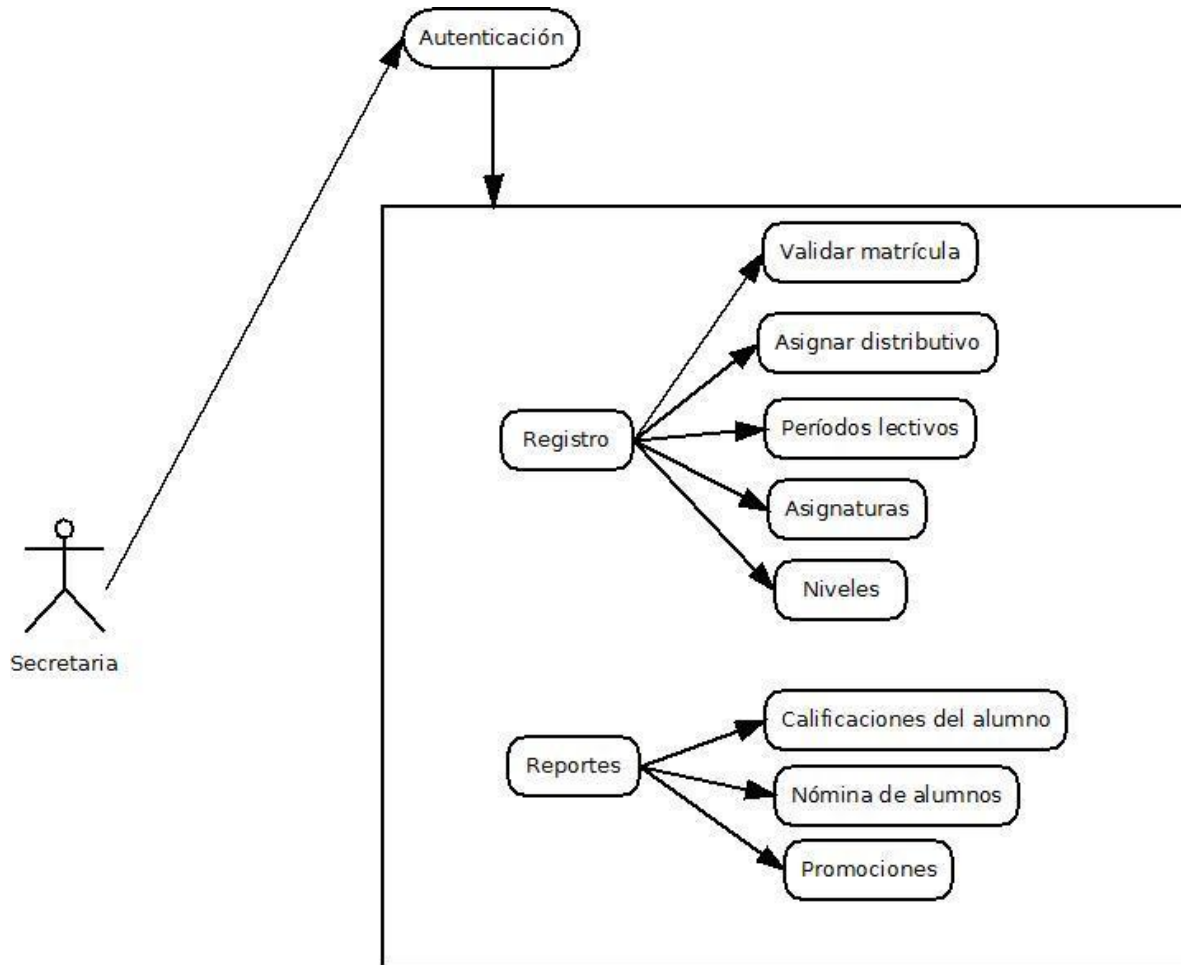 Autenticación
Validar matrícula
Asignar distributivo
Registro
Períodos lectivos
Asignaturas
Niveles
Secretaria
Calificaciones del alumno
Reportes
Nómina de alumnos
Promociones